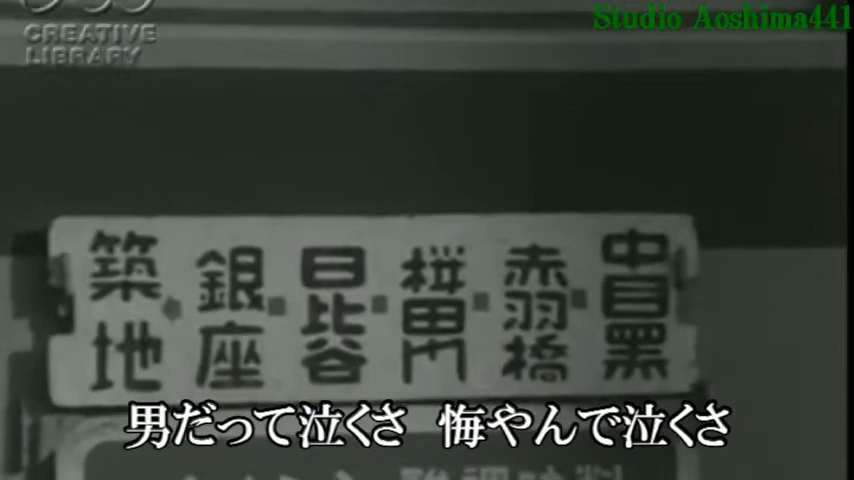 CREATIVE
LIBRARY
Studio Aoshima441
築地 銀座 日比谷 桜田門 赤羽橋 中目黒
男だって泣くさ 悔やんで泣くさ